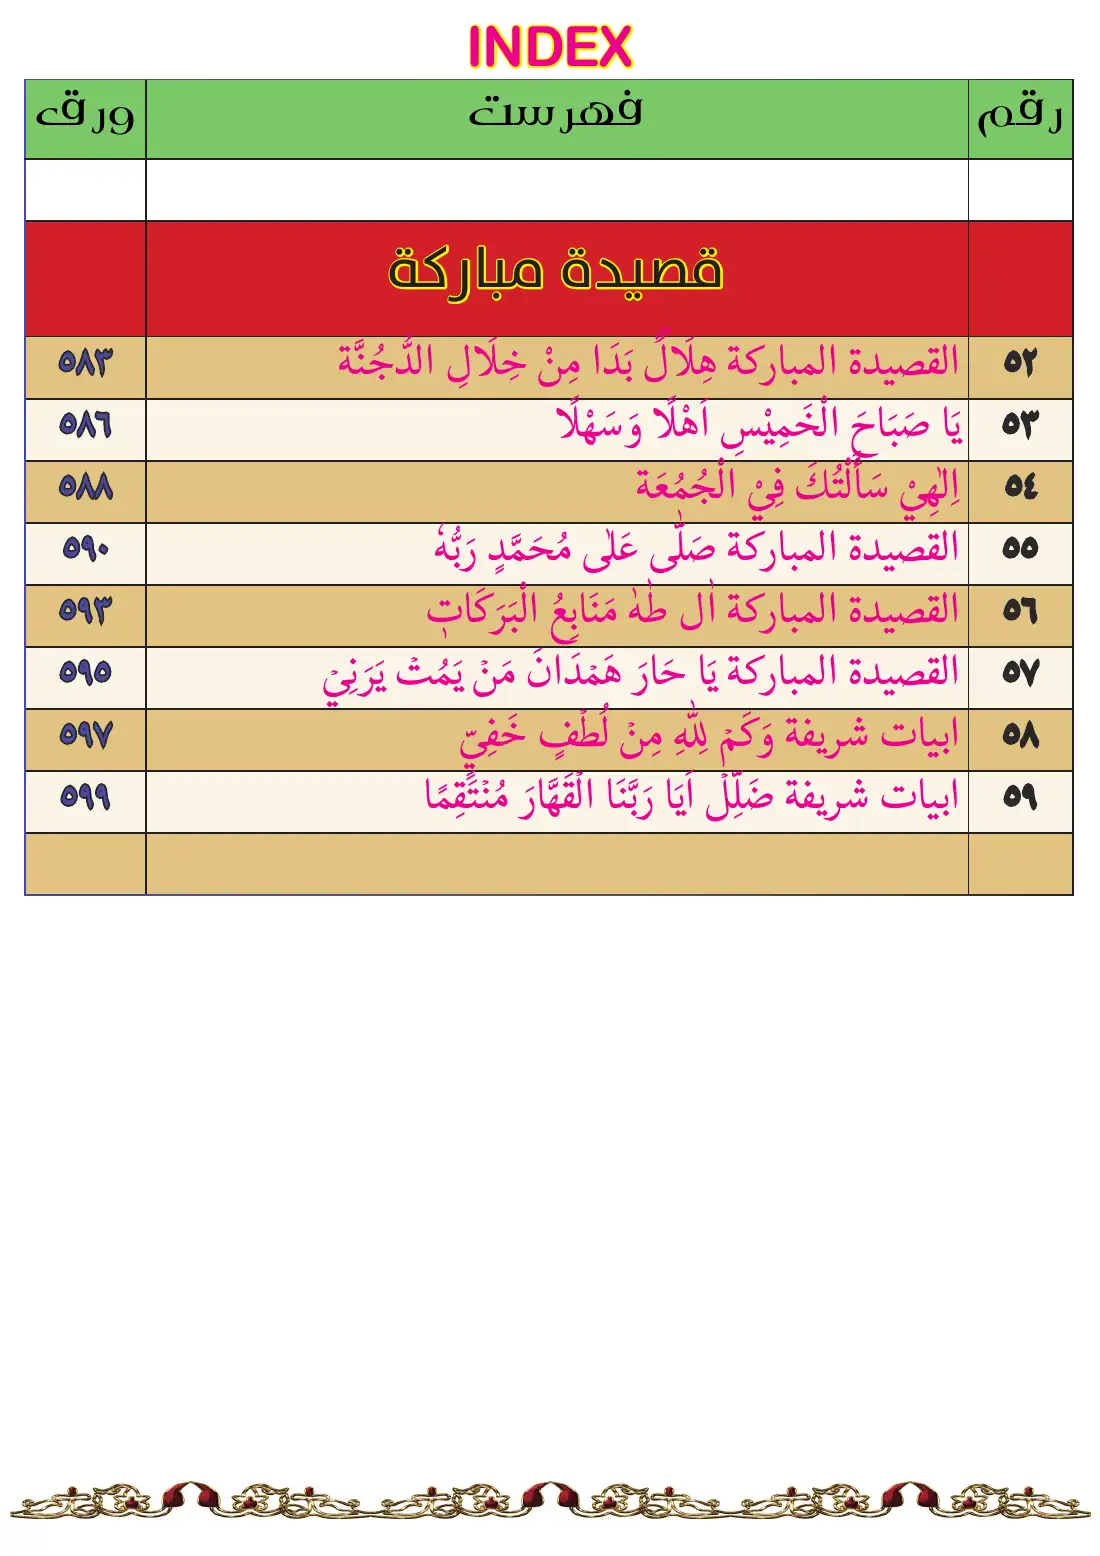 INDEX
رقم فهرست ورق
قصيدة مباركة
٥٢ القصيدة المباركة هِلَالٌ بَدَا مِنْ خِلَالِ الدُّجُنَّة ٥٨٣
٥٣ يَا صَبَاحَ الْخَمِيْسِ اَهْلًا وَسَهْلًا ٥٨٦
٥٤ اِلٰهِيْ سَأَلْتُكَ فِيْ الْجُمُعَة ٥٨٨
٥٥ القصيدة المباركة صَلّٰى عَلٰى مُحَمَّدٍ رَبُّهٗ ٥٩٠
٥٦ القصيدة المباركة اٰل طٰهٰ مَنَابِعُ الْبَرَكَاتٖ ٥٩٣
٥٧ القصيدة المباركة يَا حَارَ هَمْدَانَ مَنْ يَمُتْ يَرَنِيْ ٥٩٥
٥٨ ابيات شريفة وَكَمْ لِلّٰهِ مِنْ لُطْفٍ خَفِيٍّ ٥٩٧
٥٩ ابيات شريفة ضَلِّلْ اَيَا رَبَّنَا الْقَهَّارَ مُنْتَقِمًا ٥٩٩